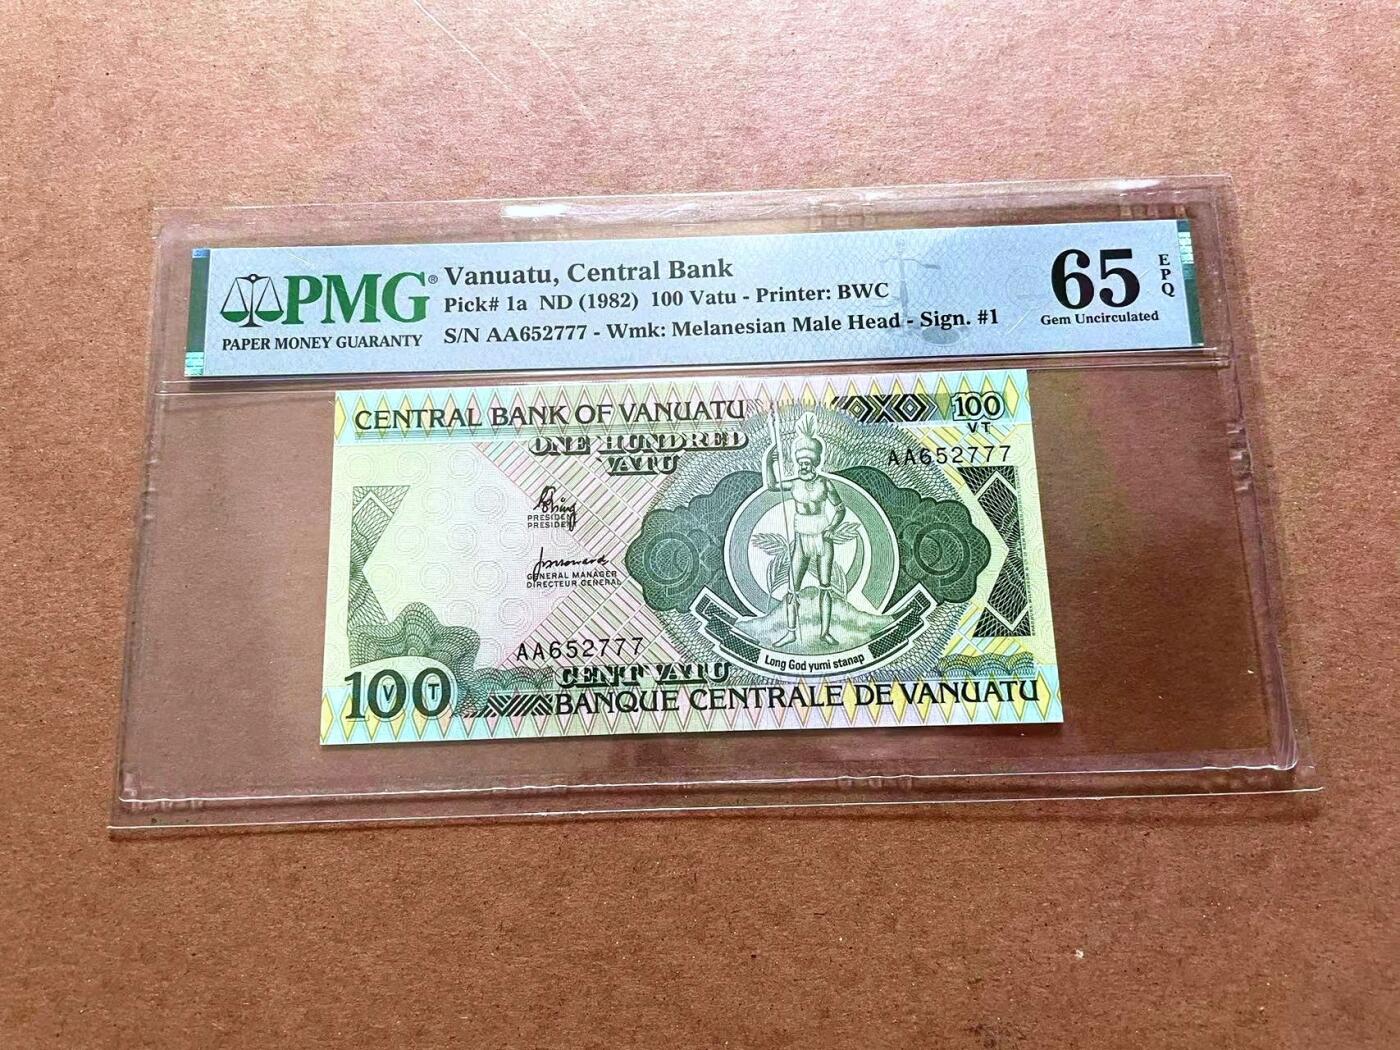 PMG®
PAPER MONEY GUARANTY
Vanuatu, Central Bank
Pick# 1a ND (1982) 100 Vatu - Printer: BWC
S/N AA652777 - Wmk: Melanesian Male Head - Sign. #1
65
EPQ
Gem Uncirculated
CENTRAL BANK OF VANUATU
100
VT
ONE HUNDRED
VATU
AA652777
PRESIDENT
PRESIDENT
GENERAL MANAGER
DIRECTEUR GENERAL
AA652777
Long God yumi stanap
CENT VATU
100
V T
BANQUE CENTRALE DE VANUATU